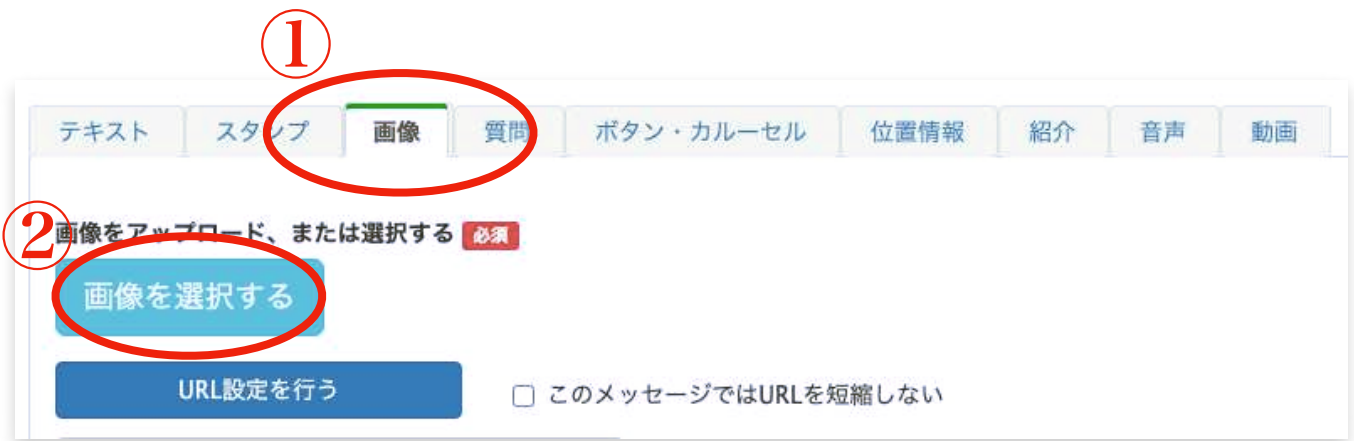 ①
テキスト スタンプ 画像 質問 ボタン・カルーセル 位置情報 紹介 音声 動画
②
画像をアップロード、または選択する 必須
画像を選択する
URL設定を行う このメッセージではURLを短縮しない